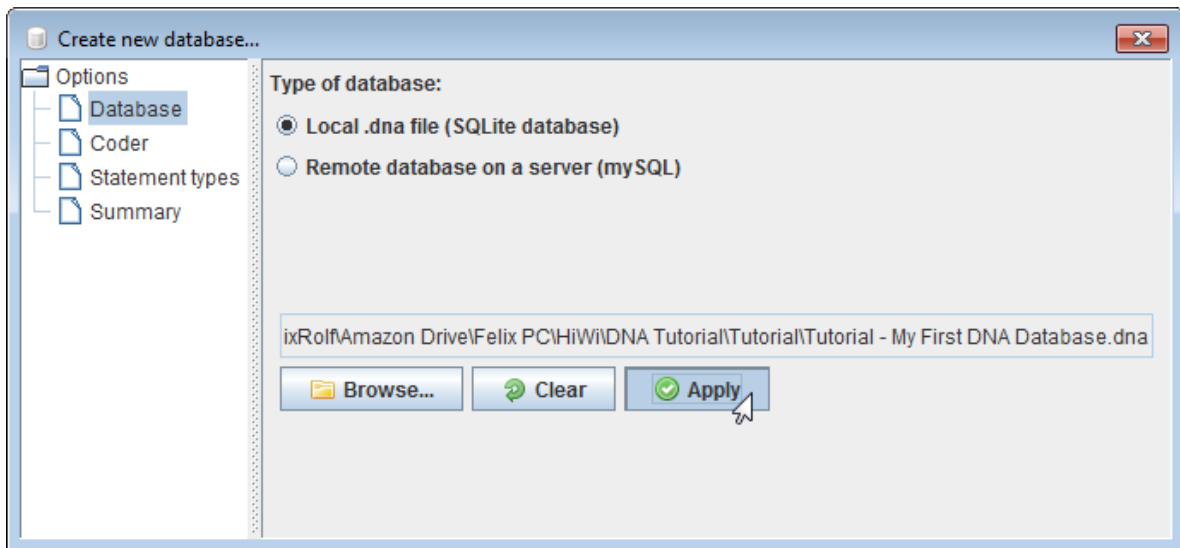 Create new database...
Options
Database
Coder
Statement types
Summary
Type of database:
Local .dna file (SQLite database)
Remote database on a server (mySQL)
ixRolf\Amazon Drive\Felix PC\HiWi\DNA Tutorial\Tutorial\Tutorial - My First DNA Database.dna
Browse... Clear Apply